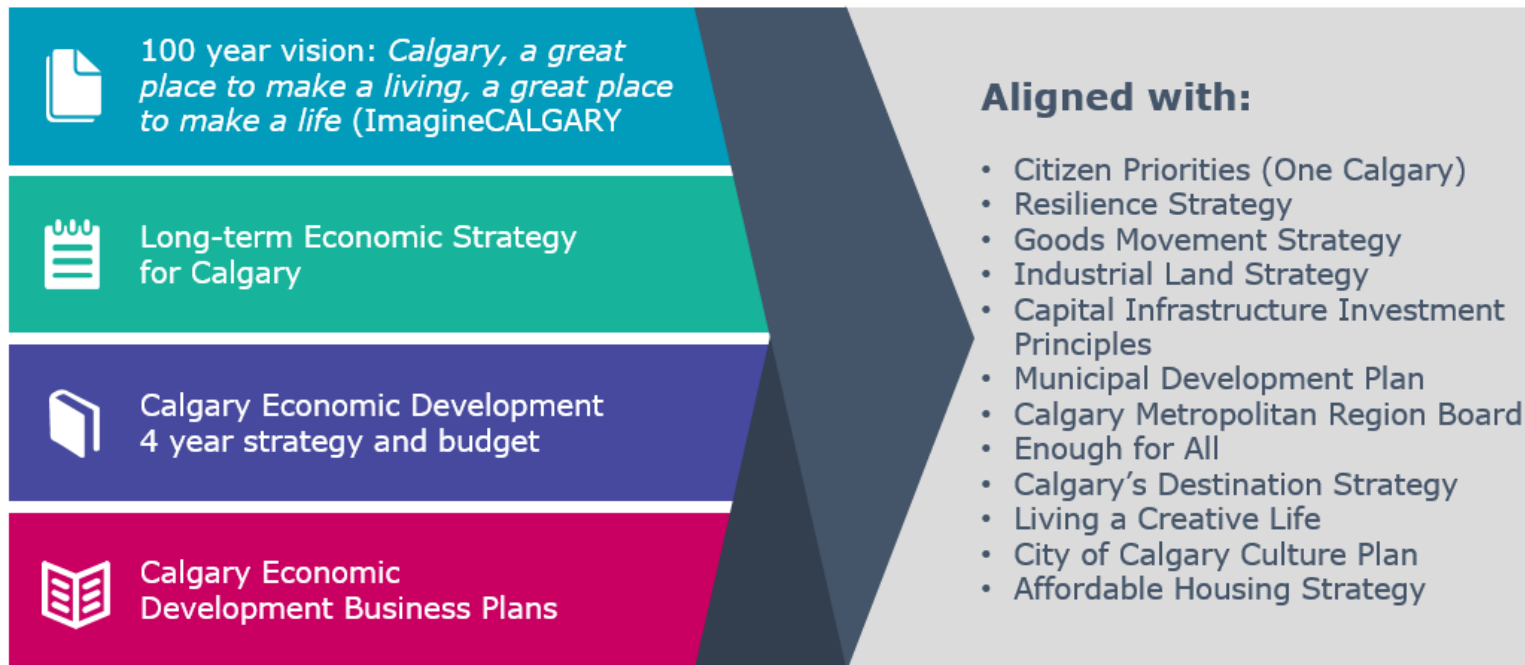 100 year vision: Calgary, a great
place to make a living, a great place
to make a life (ImagineCALGARY
Long-term Economic Strategy
for Calgary
Calgary Economic Development
4 year strategy and budget
Calgary Economic
Development Business Plans
Aligned with:
• Citizen Priorities (One Calgary)
• Resilience Strategy
• Goods Movement Strategy
• Industrial Land Strategy
• Capital Infrastructure Investment
Principles
• Municipal Development Plan
• Calgary Metropolitan Region Board
• Enough for All
• Calgary’s Destination Strategy
• Living a Creative Life
• City of Calgary Culture Plan
• Affordable Housing Strategy